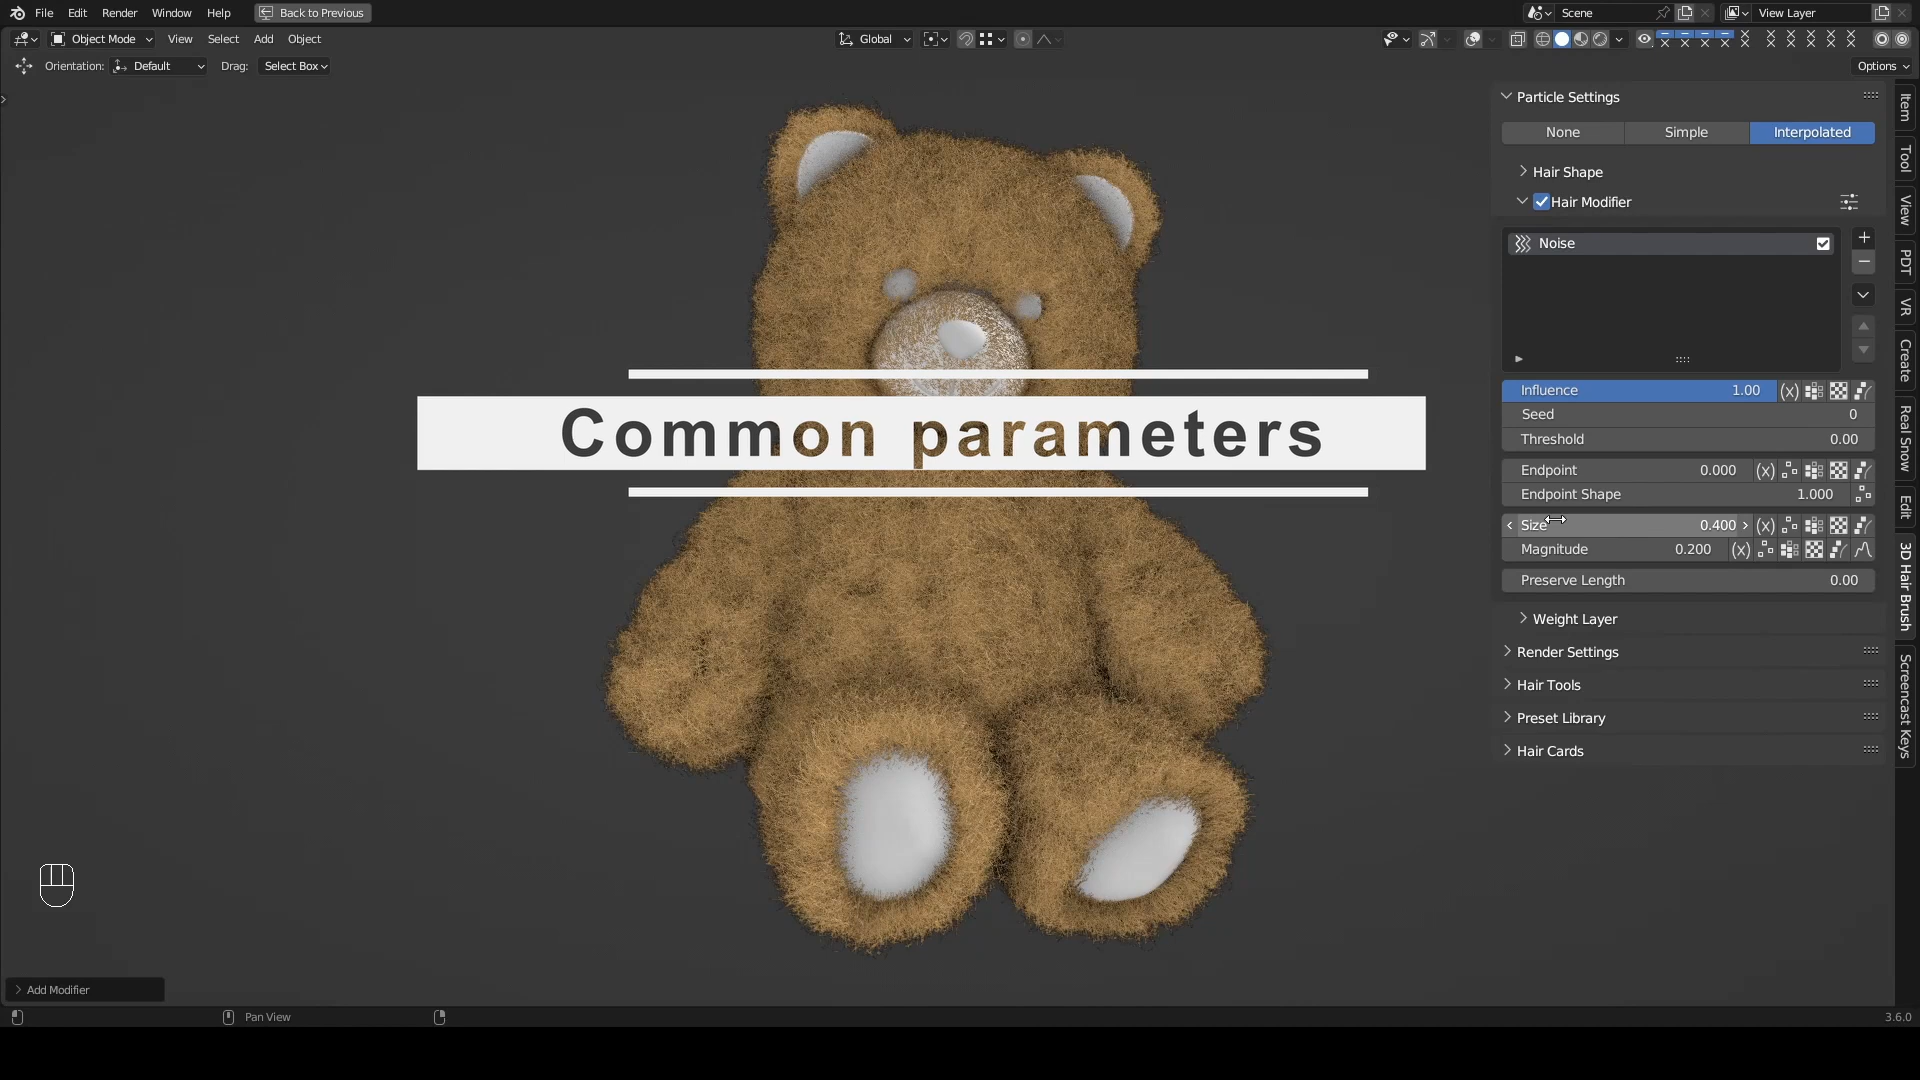 File Edit Render Window Help Back to Previous Scene View Layer
Object Mode View Select Add Object Global
Orientation: Default Drag: Select Box Options
Particle Settings
None Simple Interpolated
Hair Shape
Hair Modifier
Noise
Influence 1.00 (x)
Seed 0
Threshold 0.00
Endpoint 0.000 (x)
Endpoint Shape 1.000
Size 0.400 (x)
Magnitude 0.200 (x)
Preserve Length 0.00
Weight Layer
Render Settings
Hair Tools
Preset Library
Hair Cards
Item
Tool
View
PDT
VR
Create
Real Snow
Edit
3D Hair Brush
Screencast Keys
Common parameters
Add Modifier
Pan View 3.6.0